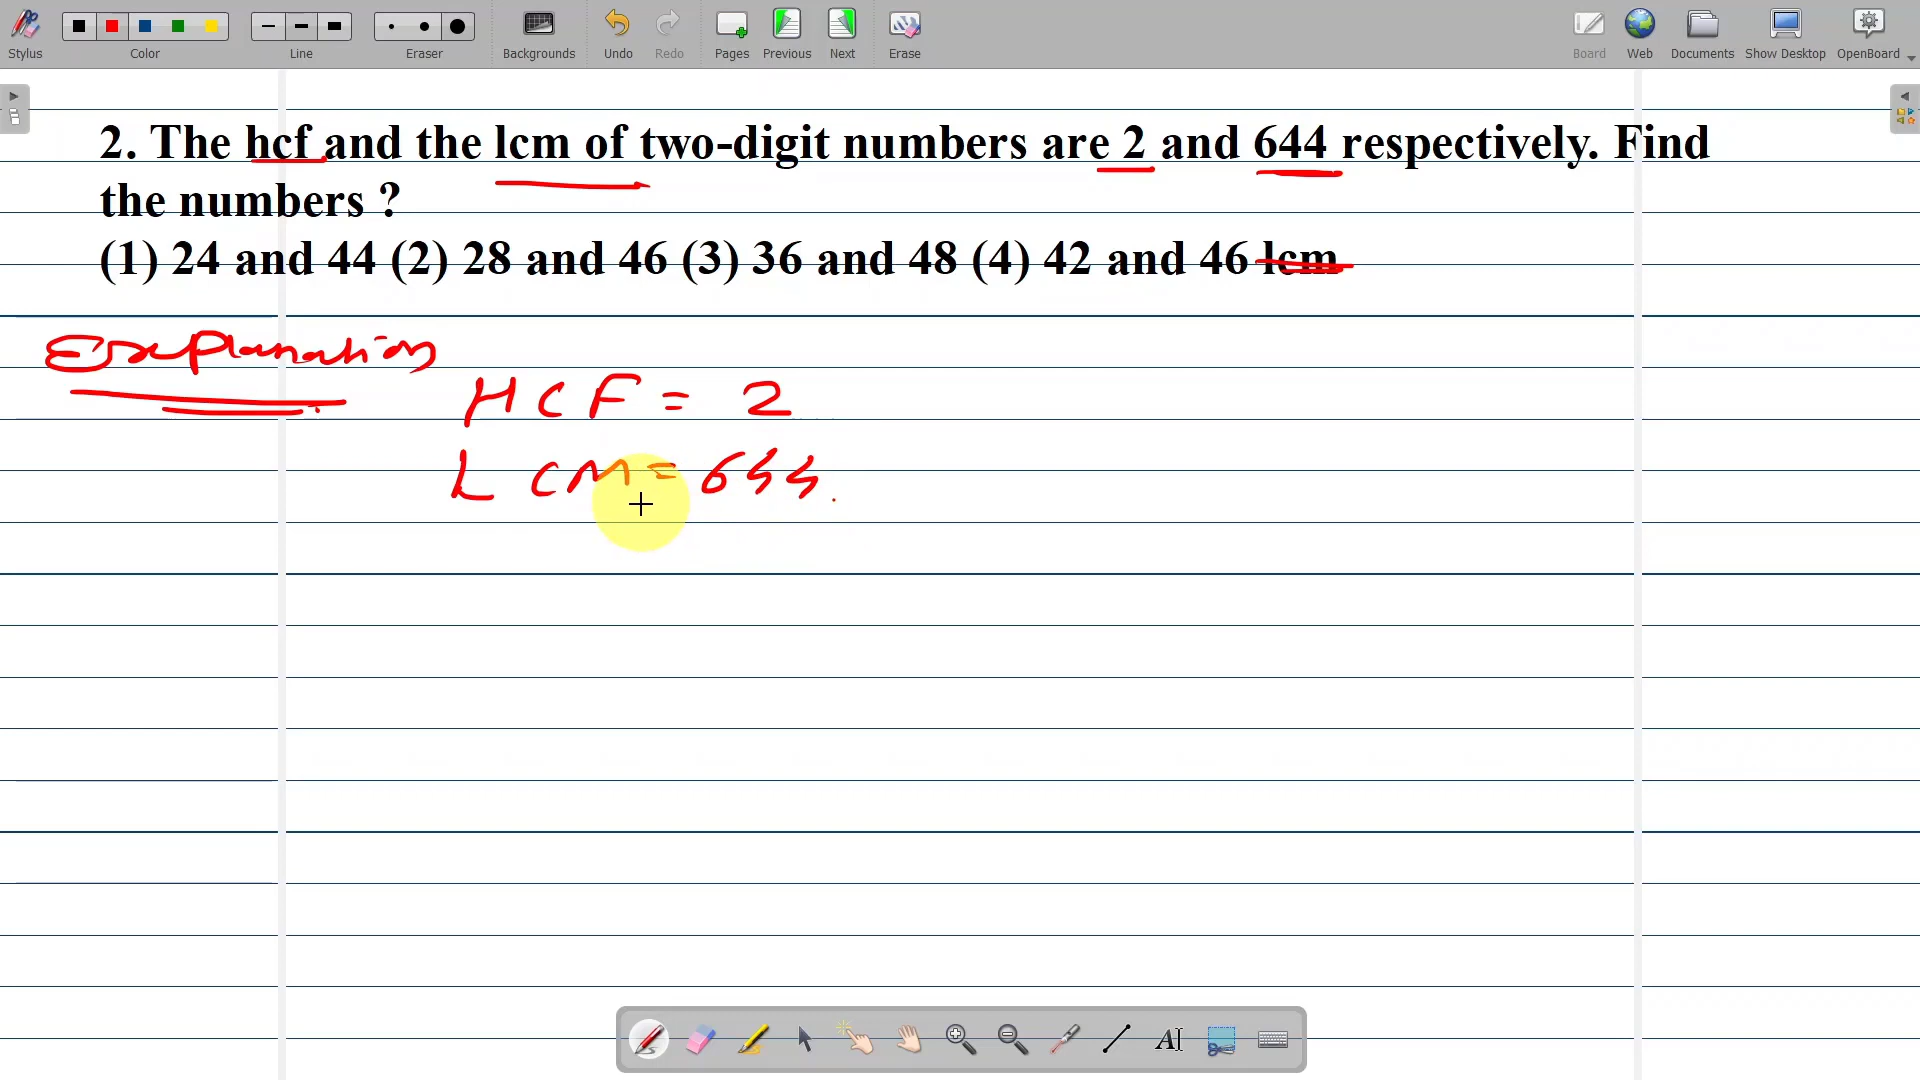 Stylus Color Line Eraser Backgrounds Undo Redo Pages Previous Next Erase Board Web Documents Show Desktop OpenBoard
2. The hcf and the lcm of two-digit numbers are 2 and 644 respectively. Find
the numbers ?
(1) 24 and 44 (2) 28 and 46 (3) 36 and 48 (4) 42 and 46 lcm
Explanation
HCF = 2
LCM = 644.